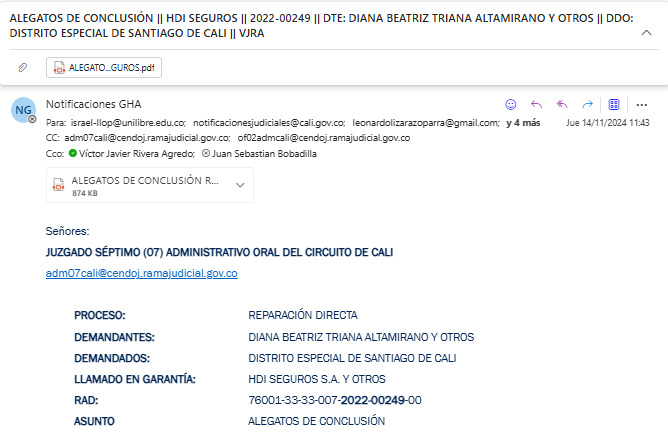 ALEGATOS DE CONCLUSIÓN || HDI SEGUROS || 2022-00249 || DTE: DIANA BEATRIZ TRIANA ALTAMIRANO Y OTROS || DDO:
DISTRITO ESPECIAL DE SANTIAGO DE CALI || VJRA
ALEGATO...GUROS.pdf
NG
Notificaciones GHA
Para: israel-llop@unilibre.edu.co; notificacionesjudiciales@cali.gov.co; leonardolizarazoparra@gmail.com; y 4 más
Jue 14/11/2024 11:43
CC: adm07cali@cendoj.ramajudicial.gov.co; of02admcali@cendoj.ramajudicial.gov.co
Cco: Víctor Javier Rivera Agredo; Juan Sebastian Bobadilla
ALEGATOS DE CONCLUSIÓN R...
874 KB
Señores:
JUZGADO SÉPTIMO (07) ADMINISTRATIVO ORAL DEL CIRCUITO DE CALI
adm07cali@cendoj.ramajudicial.gov.co
PROCESO: REPARACIÓN DIRECTA
DEMANDANTES: DIANA BEATRIZ TRIANA ALTAMIRANO Y OTROS
DEMANDADOS: DISTRITO ESPECIAL DE SANTIAGO DE CALI
LLAMADO EN GARANTÍA: HDI SEGUROS S.A. Y OTROS
RAD: 76001-33-33-007-2022-00249-00
ASUNTO ALEGATOS DE CONCLUSIÓN